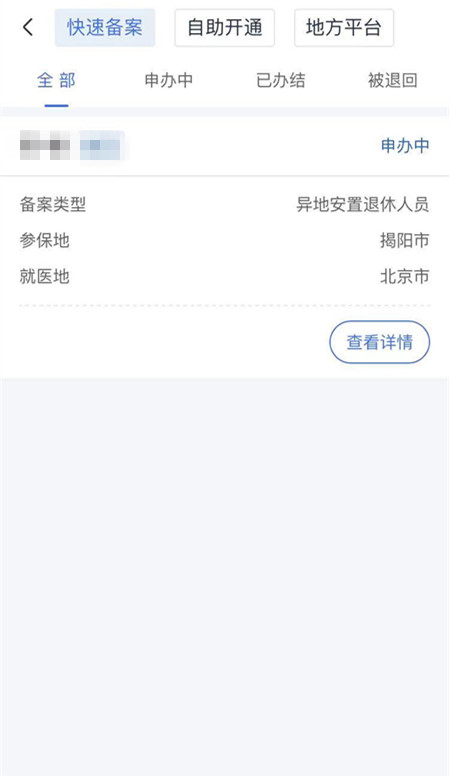 快速备案 自助开通 地方平台
全部 申办中 已办结 被退回
申办中
备案类型 异地安置退休人员
参保地 揭阳市
就医地 北京市
查看详情